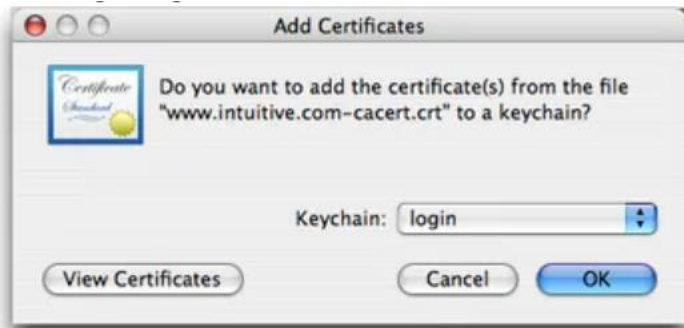 Add Certificates
Certificate
Standard
Do you want to add the certificate(s) from the file
"www.intuitive.com-cacert.crt" to a keychain?
Keychain: login
View Certificates Cancel OK